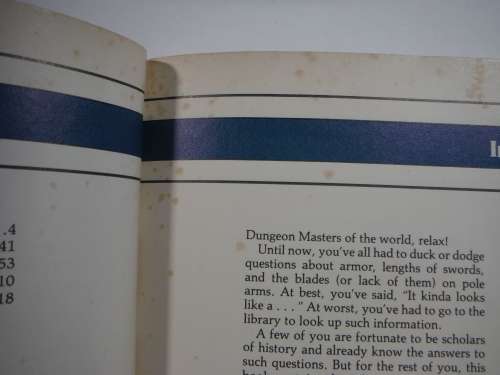 . .4
41
53
10
18
Dungeon Masters of the world, relax!
Until now, you've all had to duck or dodge
questions about armor, lengths of swords,
and the blades (or lack of them) on pole
arms. At best, you've said, "It kinda looks
like a . . . " At worst, you've had to go to the
library to look up such information.
A few of you are fortunate to be scholars
of history and already know the answers to
such questions. But for the rest of you, this